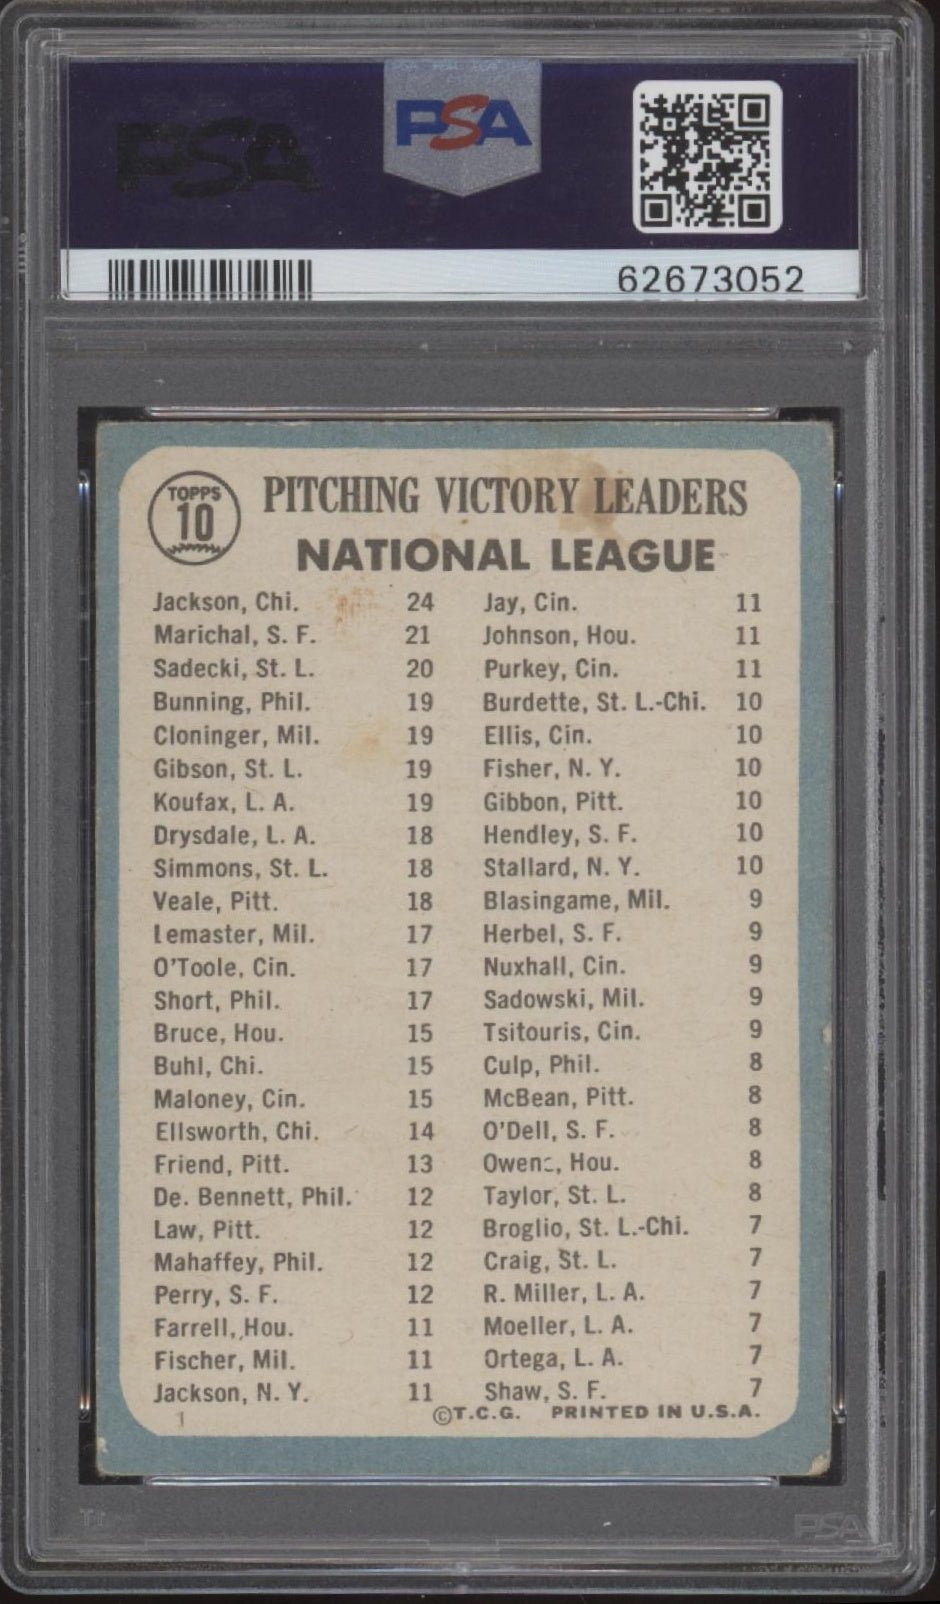 PSA
PSA
62673052
TOPPS
10
PITCHING VICTORY LEADERS
NATIONAL LEAGUE
Jackson, Chi. 24
Marichal, S. F. 21
Sadecki, St. L. 20
Bunning, Phil. 19
Cloninger, Mil. 19
Gibson, St. L. 19
Koufax, L. A. 19
Drysdale, L. A. 18
Simmons, St. L. 18
Veale, Pitt. 18
Lemaster, Mil. 17
O'Toole, Cin. 17
Short, Phil. 17
Bruce, Hou. 15
Buhl, Chi. 15
Maloney, Cin. 15
Ellsworth, Chi. 14
Friend, Pitt. 13
De. Bennett, Phil. 12
Law, Pitt. 12
Mahaffey, Phil. 12
Perry, S. F. 12
Farrell, Hou. 11
Fischer, Mil. 11
Jackson, N. Y. 11
Jay, Cin. 11
Johnson, Hou. 11
Purkey, Cin. 11
Burdette, St. L.-Chi. 10
Ellis, Cin. 10
Fisher, N. Y. 10
Gibbon, Pitt. 10
Hendley, S. F. 10
Stallard, N. Y. 10
Blasingame, Mil. 9
Herbel, S. F. 9
Nuxhall, Cin. 9
Sadowski, Mil. 9
Tsitouris, Cin. 9
Culp, Phil. 8
McBean, Pitt. 8
O'Dell, S. F. 8
Owens, Hou. 8
Taylor, St. L. 8
Broglio, St. L.-Chi. 7
Craig, St. L. 7
R. Miller, L. A. 7
Moeller, L. A. 7
Ortega, L. A. 7
Shaw, S. F. 7
©T.C.G. PRINTED IN U.S.A.
PSA